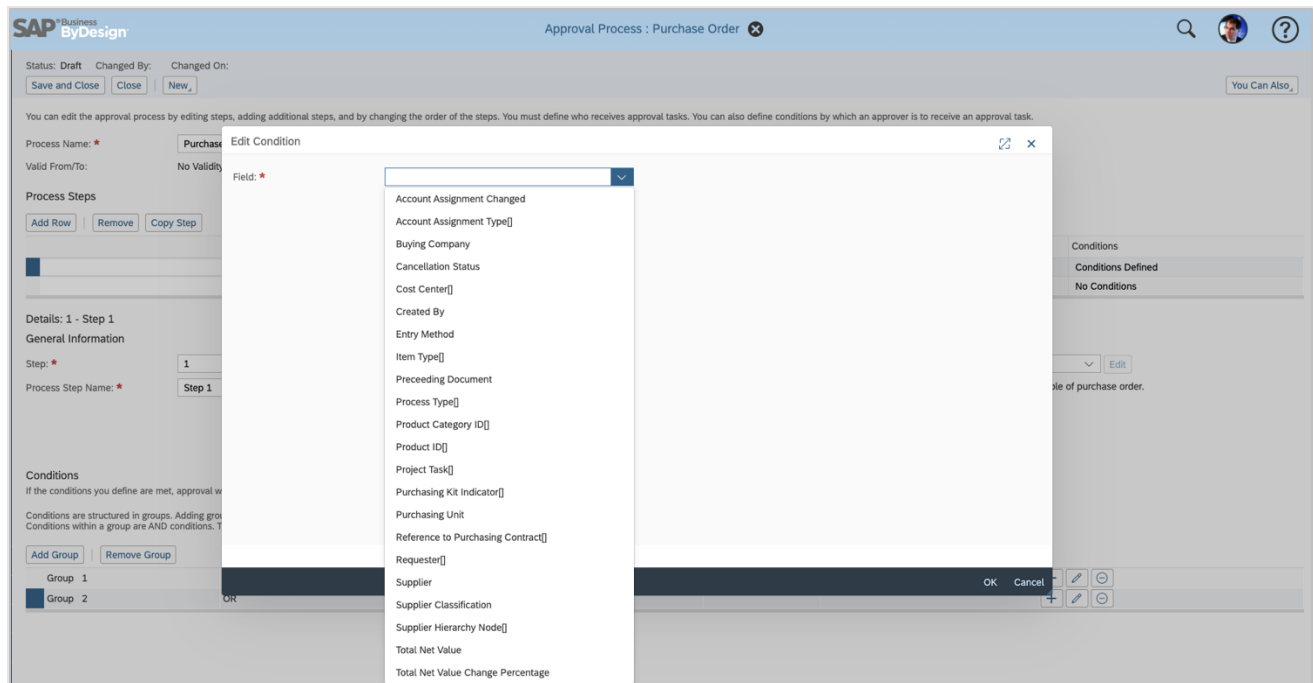 SAP Business ByDesign
Approval Process : Purchase Order
Status: Draft Changed By: Changed On:
Save and Close Close New
You Can Also
You can edit the approval process by editing steps, adding additional steps, and by changing the order of the steps. You must define who receives approval tasks. You can also define conditions by which an approver is to receive an approval task.
Process Name: * Purchase
Valid From/To: No Validity
Process Steps
Add Row Remove Copy Step
Conditions
Conditions Defined
No Conditions
Details: 1 - Step 1
General Information
Step: * 1
Edit
Process Step Name: * Step 1
ple of purchase order.
Conditions
If the conditions you define are met, approval w
Conditions are structured in groups. Adding grou
Conditions within a group are AND conditions. T
Add Group Remove Group
Group 1
Group 2 OR
Edit Condition
Field: *
Account Assignment Changed
Account Assignment Type[]
Buying Company
Cancellation Status
Cost Center[]
Created By
Entry Method
Item Type[]
Preceeding Document
Process Type[]
Product Category ID[]
Product ID[]
Project Task[]
Purchasing Kit Indicator[]
Purchasing Unit
Reference to Purchasing Contract[]
Requester[]
Supplier
Supplier Classification
Supplier Hierarchy Node[]
Total Net Value
Total Net Value Change Percentage
OK Cancel